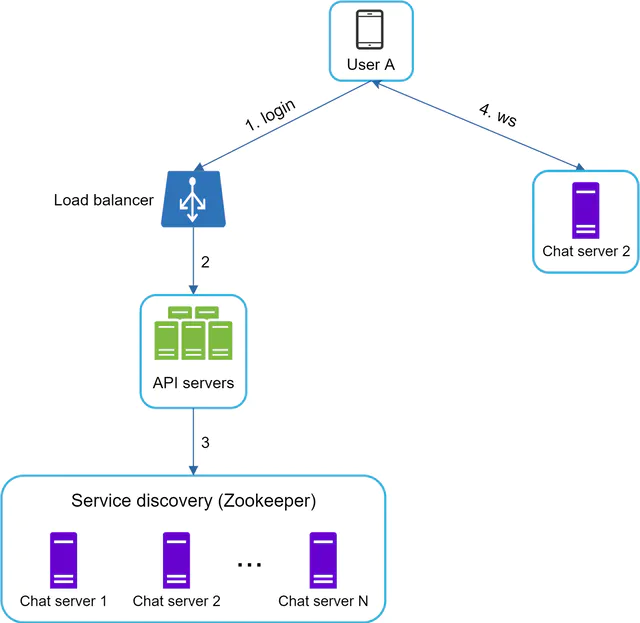 User A
1. login
4. ws
Load balancer
Chat server 2
2
API servers
3
Service discovery (Zookeeper)
...
Chat server 1
Chat server 2
Chat server N